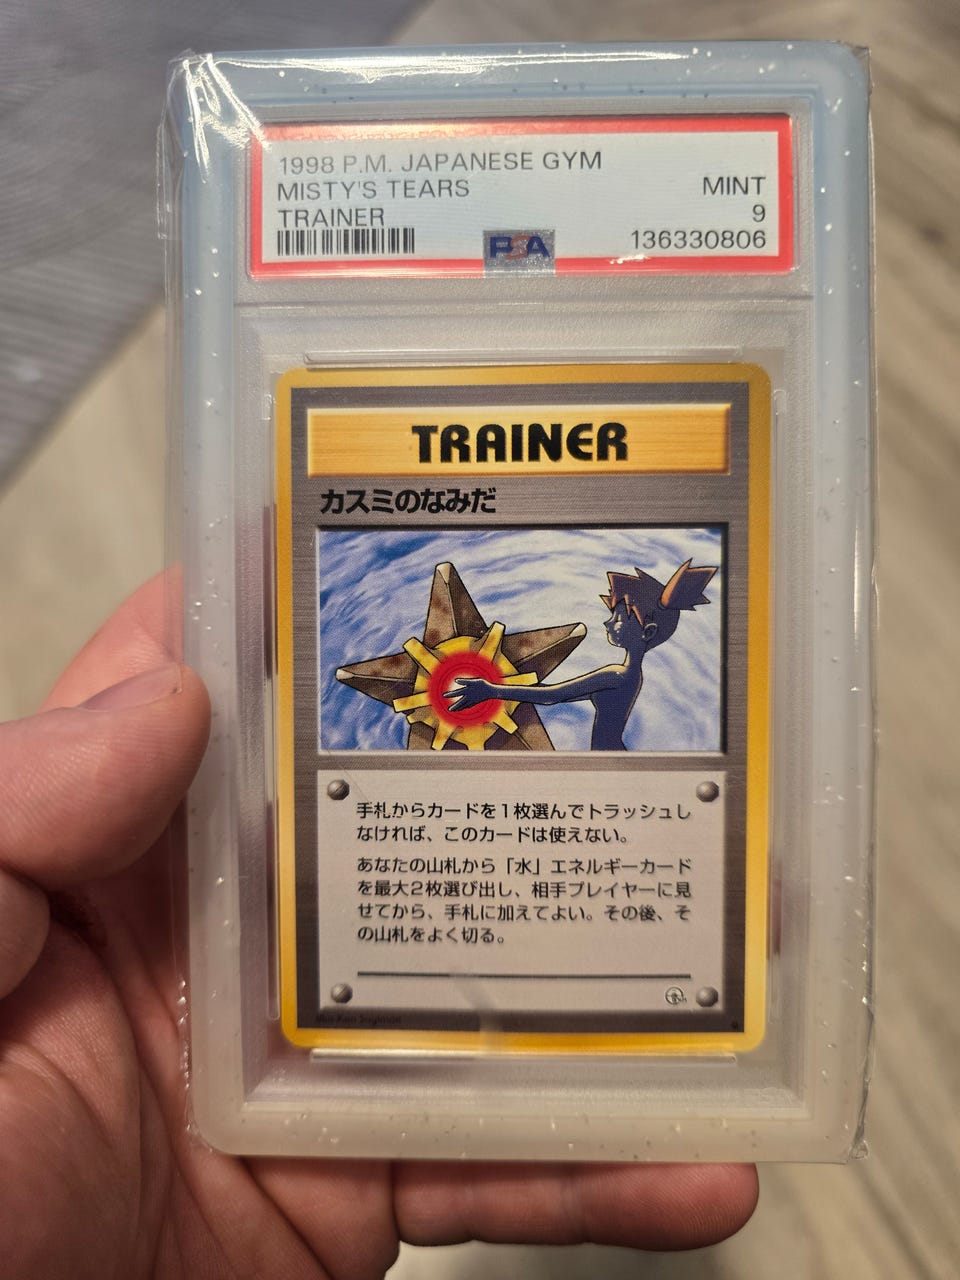 1998 P.M. JAPANESE GYM
MISTY'S TEARS
TRAINER
MINT
9
136330806
PSA
TRAINER
カスミのなみだ
手札からカードを1枚選んでトラッシュし
なければ、このカードは使えない。
あなたの山札から「水」エネルギーカード
を最大2枚選び出し、相手プレイヤーに見
せてから、手札に加えてよい。その後、そ
の山札をよく切る。
Illus. Ken Sugimori